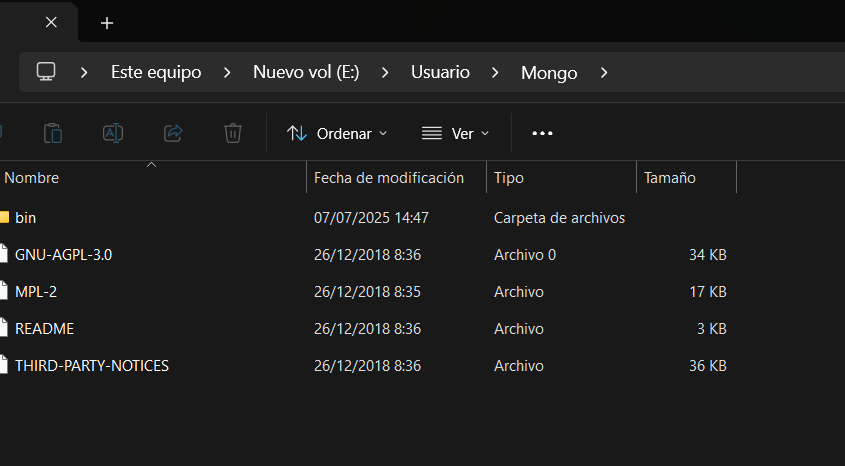 Este equipo > Nuevo vol (E:) > Usuario > Mongo >
Ordenar Ver
Nombre Fecha de modificación Tipo Tamaño
bin 07/07/2025 14:47 Carpeta de archivos
GNU-AGPL-3.0 26/12/2018 8:36 Archivo 0 34 KB
MPL-2 26/12/2018 8:35 Archivo 17 KB
README 26/12/2018 8:36 Archivo 3 KB
THIRD-PARTY-NOTICES 26/12/2018 8:36 Archivo 36 KB